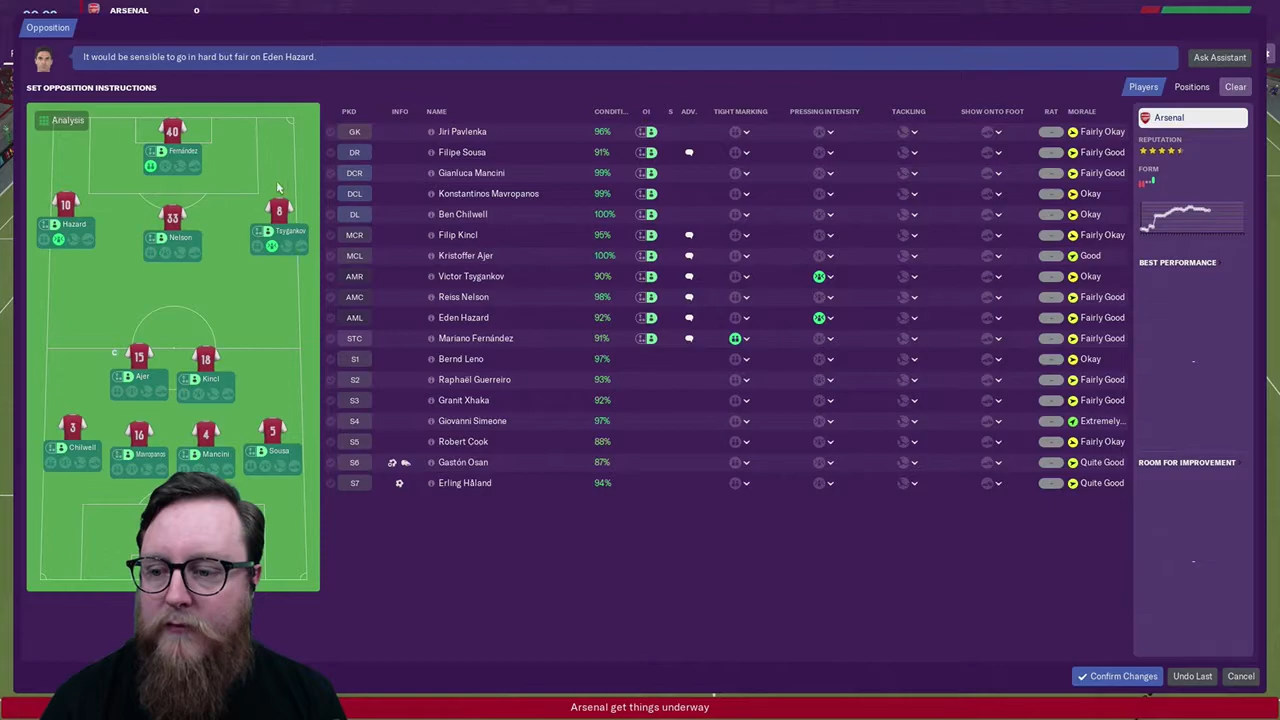 ARSENAL 0
Opposition
It would be sensible to go in hard but fair on Eden Hazard.
Ask Assistant
SET OPPOSITION INSTRUCTIONS
Players Positions Clear
Analysis
40
Fernández
10
Hazard
33
Nelson
8
Tsygankov
C 15
Ajer
18
Kincl
3
Chilwell
16
Mavropanos
4
Mancini
5
Sousa
PKD INFO NAME CONDITI... OI S ADV. TIGHT MARKING PRESSING INTENSITY TACKLING SHOW ONTO FOOT RAT MORALE
GK Jiri Pavlenka 96% - Fairly Okay
DR Filipe Sousa 91% - Fairly Good
DCR Gianluca Mancini 99% - Fairly Good
DCL Konstantinos Mavropanos 99% - Okay
DL Ben Chilwell 100% - Okay
MCR Filip Kincl 95% - Fairly Okay
MCL Kristoffer Ajer 100% - Good
AMR Victor Tsygankov 90% - Okay
AMC Reiss Nelson 98% - Fairly Good
AML Eden Hazard 92% - Fairly Good
STC Mariano Fernández 91% - Fairly Good
S1 Bernd Leno 97% - Okay
S2 Raphaël Guerreiro 93% - Fairly Good
S3 Granit Xhaka 92% - Fairly Good
S4 Giovanni Simeone 97% - Extremely...
S5 Robert Cook 88% - Fairly Okay
S6 Gastón Osan 87% - Quite Good
S7 Erling Håland 94% - Quite Good
Arsenal
REPUTATION
FORM
BEST PERFORMANCE
-
ROOM FOR IMPROVEMENT
-
Confirm Changes Undo Last Cancel
Arsenal get things underway